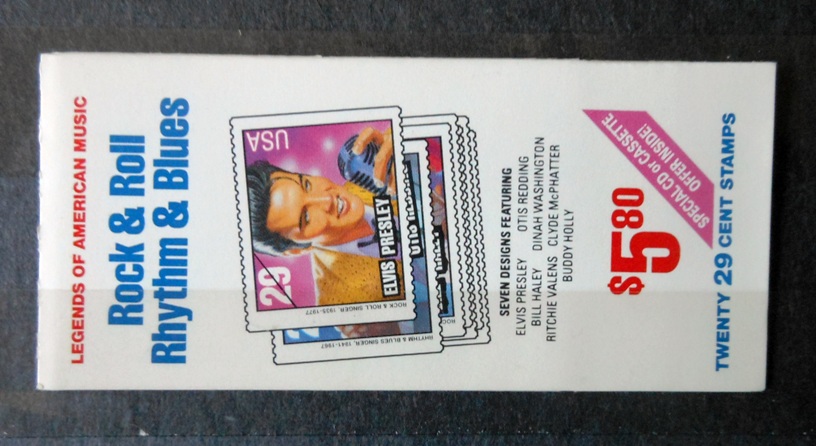 LEGENDS OF AMERICAN MUSIC
Rock & Roll
Rhythm & Blues
USA
29
ELVIS PRESLEY
ROCK & ROLL SINGER, 1935-1977
RHYTHM & BLUES SINGER, 1941-1967
ROCK
SEVEN DESIGNS FEATURING
ELVIS PRESLEY OTIS REDDING
BILL HALEY DINAH WASHINGTON
RITCHIE VALENS CLYDE McPHATTER
BUDDY HOLLY
SPECIAL CD or CASSETTE
OFFER INSIDE!
$5.80
TWENTY 29 CENT STAMPS